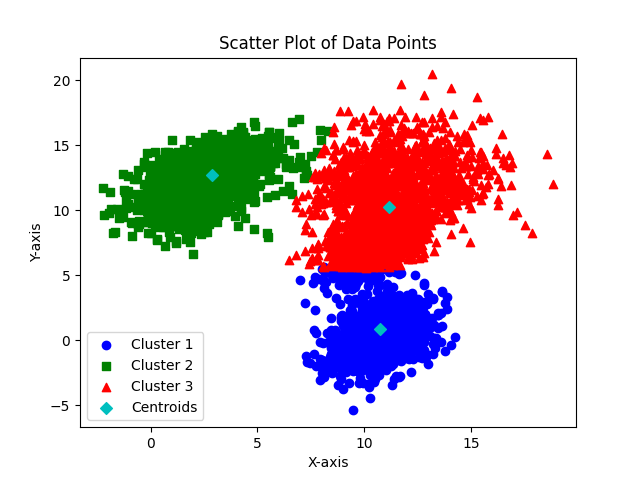 Scatter Plot of Data Points
Y-axis
20
15
10
5
0
−5
Cluster 1
Cluster 2
Cluster 3
Centroids
0 5 10 15
X-axis